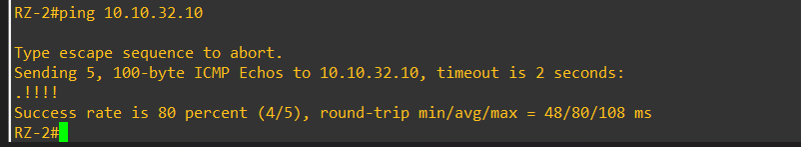 RZ-2#ping 10.10.32.10
Type escape sequence to abort.
Sending 5, 100-byte ICMP Echos to 10.10.32.10, timeout is 2 seconds:
.!!!!
Success rate is 80 percent (4/5), round-trip min/avg/max = 48/80/108 ms
RZ-2#